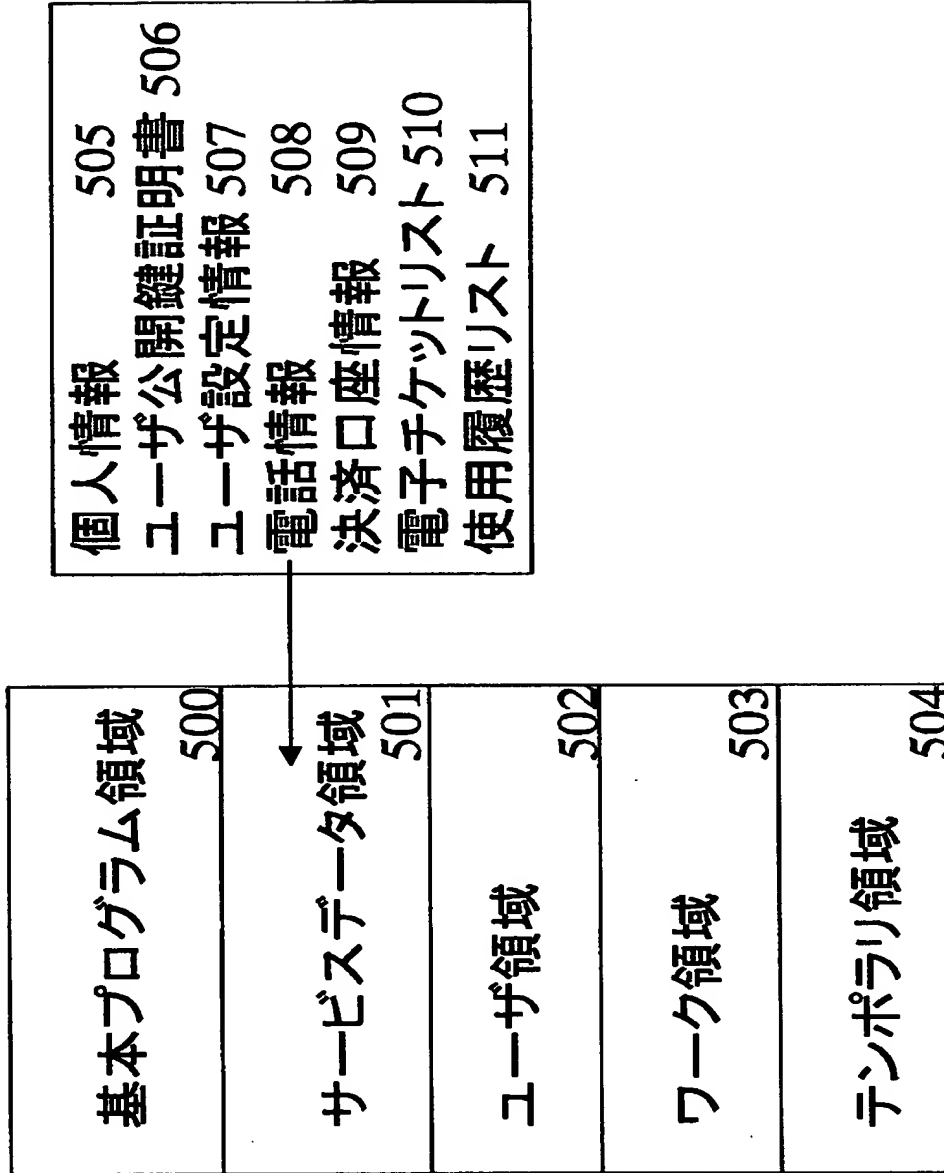 基本プログラム領域
500
サービスデータ領域
501
ユーザ領域
502
ワーク領域
503
テンポラリ領域
504
個人情報 505
ユーザ公開鍵証明書 506
ユーザ設定情報 507
電話情報 508
決済口座情報 509
電子チケットリスト 510
使用履歴リスト 511